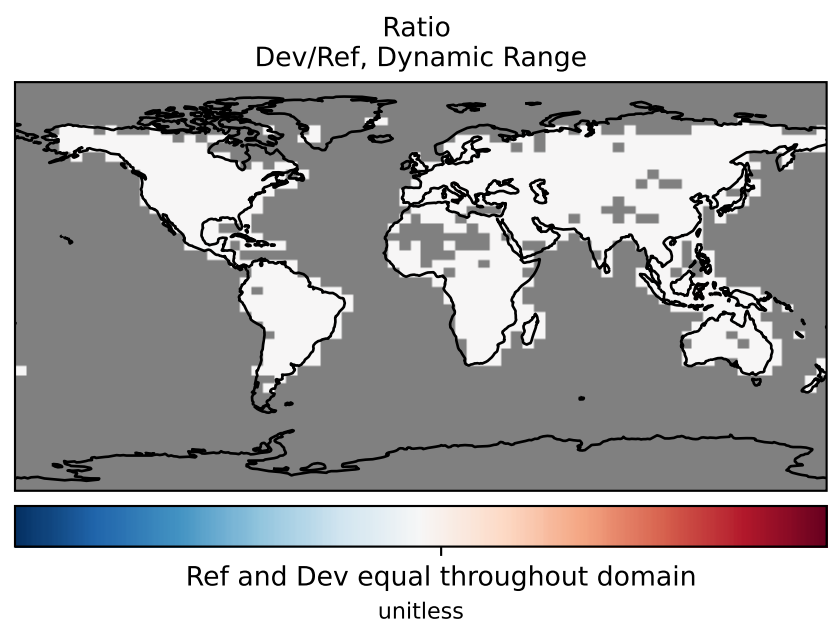 Ratio
Dev/Ref, Dynamic Range
Ref and Dev equal throughout domain
unitless